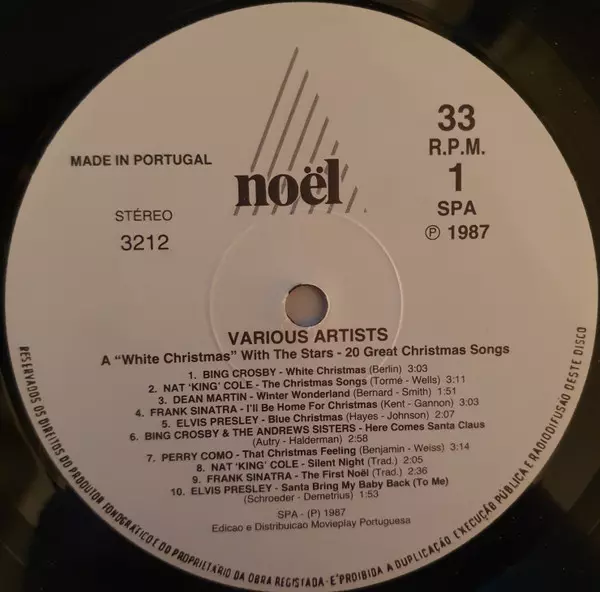 33
R.P.M.
MADE IN PORTUGAL
noël
1
STÉREO
SPA
3212
Ⓟ 1987
VARIOUS ARTISTS
A "White Christmas" With The Stars - 20 Great Christmas Songs
1. BING CROSBY - White Christmas (Berlin) 3:03
2. NAT 'KING' COLE - The Christmas Songs (Tormé - Wells) 3:11
3. DEAN MARTIN - Winter Wonderland (Bernard - Smith) 1:51
4. FRANK SINATRA - I'll Be Home For Christmas (Kent - Gannon) 3:03
5. ELVIS PRESLEY - Blue Christmas (Hayes - Johnson) 2:07
6. BING CROSBY & THE ANDREWS SISTERS - Here Comes Santa Claus
(Autry - Halderman) 2:58
7. PERRY COMO - That Christmas Feeling (Benjamin - Weiss) 3:14
8. NAT 'KING' COLE - Silent Night (Trad.) 2:05
9. FRANK SINATRA - The First Noël (Trad.) 2:36
10. ELVIS PRESLEY - Santa Bring My Baby Back (To Me)
(Schroeder - Demetrius) 1:53
SPA - (P) 1987
Edicao e Distribuicao Movieplay Portuguesa
RESERVADOS OS DIREITOS DO PRODUTOR FONOGRÁFICO E DO PROPRIETÁRIO DA OBRA REGISTADA - É PROIBIDA A DUPLICAÇÃO EXECUÇÃO PÚBLICA E RADIODIFUSÃO DESTE DISCO